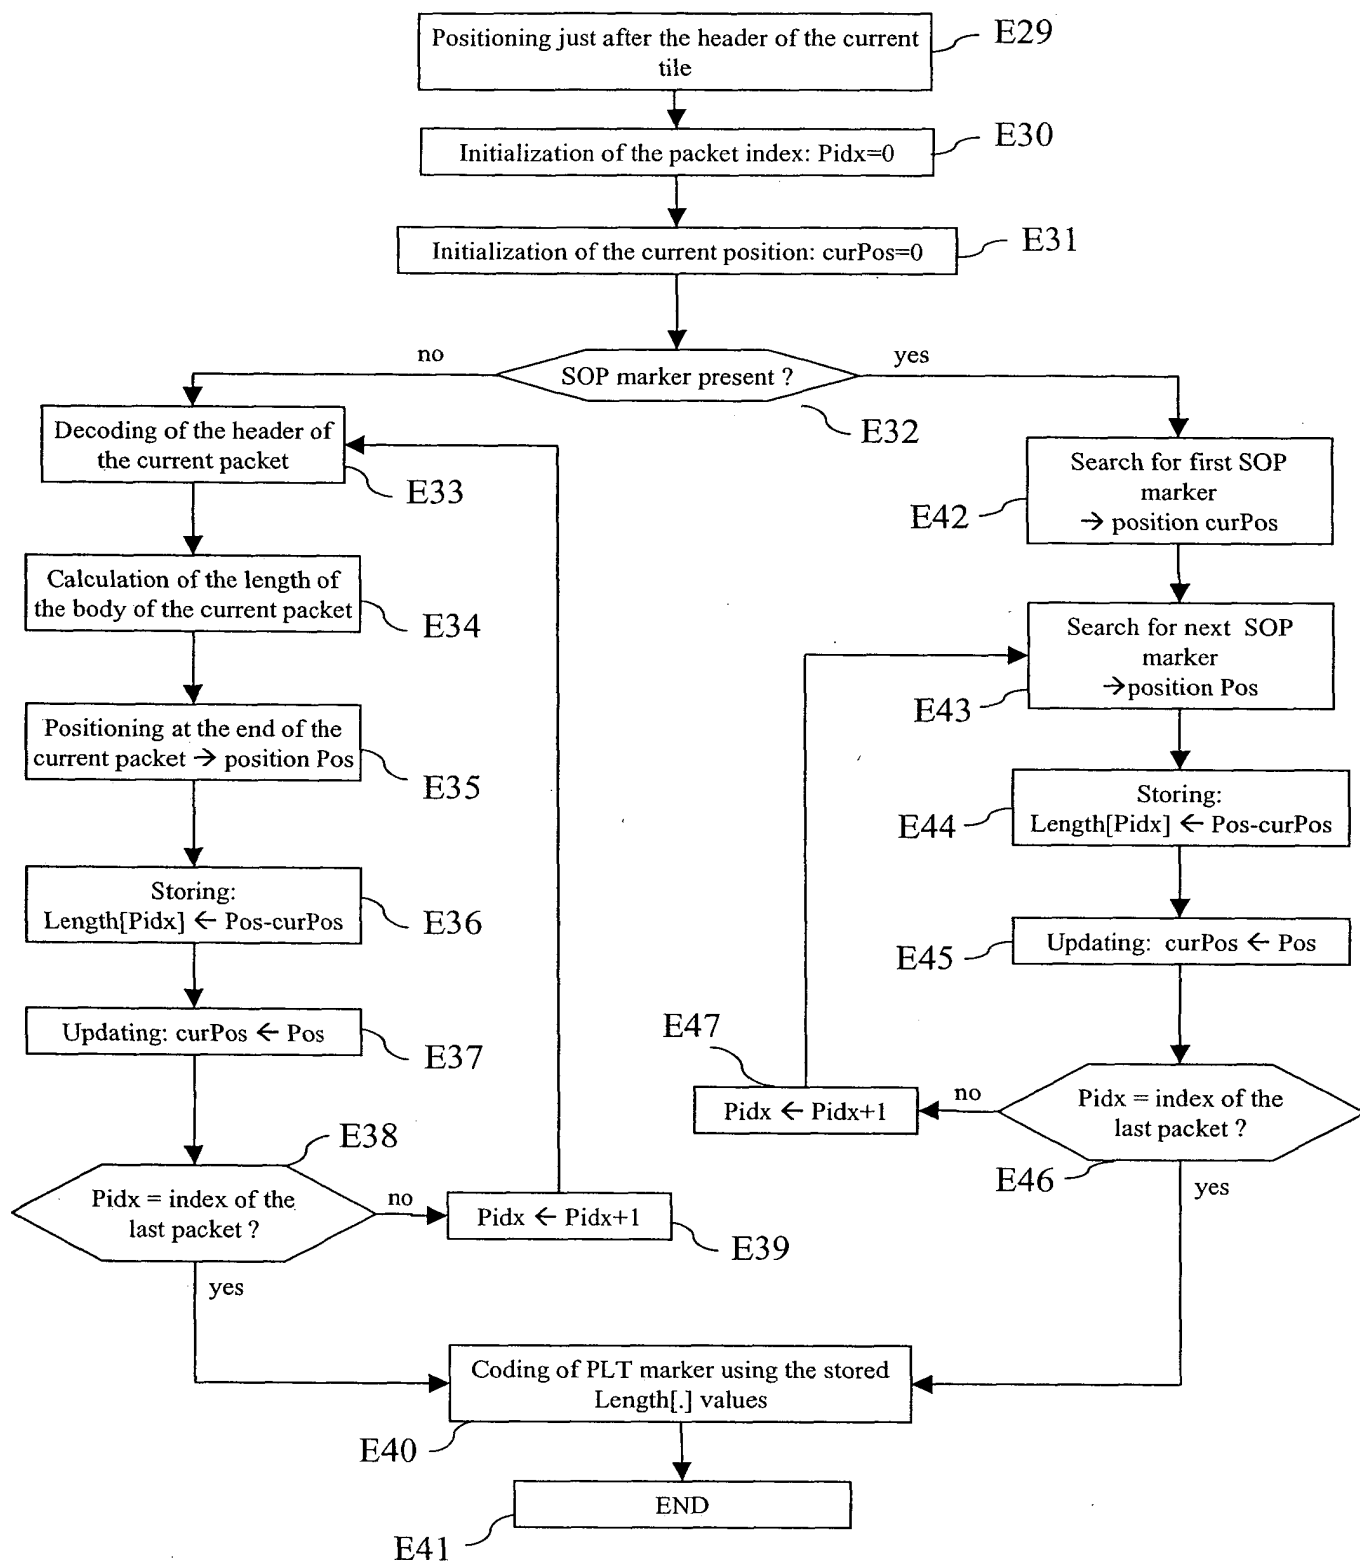 Positioning just after the header of the current
tile
E29
Initialization of the packet index: Pidx=0
E30
Initialization of the current position: curPos=0
E31
no
SOP marker present ?
yes
E32
Decoding of the header of
the current packet
E33
Calculation of the length of
the body of the current packet
E34
Positioning at the end of the
current packet → position Pos
E35
Storing:
Length[Pidx] ← Pos-curPos
E36
Updating: curPos ← Pos
E37
E38
Pidx = index of the
last packet ?
no
Pidx ← Pidx+1
E39
yes
Search for first SOP
marker
→ position curPos
E42
Search for next SOP
marker
→position Pos
E43
Storing:
Length[Pidx] ← Pos-curPos
E44
Updating: curPos ← Pos
E45
E47
Pidx ← Pidx+1
no
Pidx = index of the
last packet ?
E46
yes
Coding of PLT marker using the stored
Length[.] values
E40
END
E41